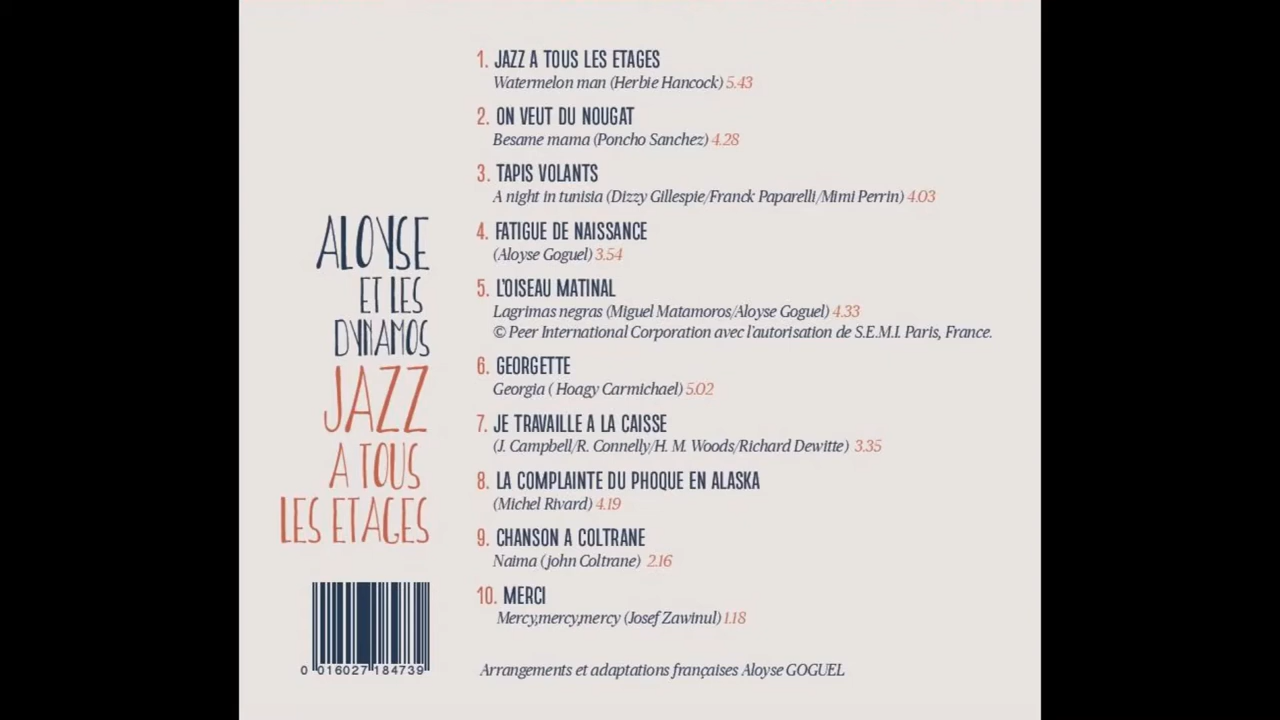 ALOYSE
ET LES
DYNAMOS
JAZZ
A TOUS
LES ETAGES
1. JAZZ A TOUS LES ETAGES
Watermelon man (Herbie Hancock) 5.43
2. ON VEUT DU NOUGAT
Besame mama (Poncho Sanchez) 4.28
3. TAPIS VOLANTS
A night in tunisia (Dizzy Gillespie/Franck Paparelli/Mimi Perrin) 4.03
4. FATIGUE DE NAISSANCE
(Aloyse Goguel) 3.54
5. L'OISEAU MATINAL
Lagrimas negras (Miguel Matamoros/Aloyse Goguel) 4.33
© Peer International Corporation avec l'autorisation de S.E.M.I. Paris, France.
6. GEORGETTE
Georgia ( Hoagy Carmichael) 5.02
7. JE TRAVAILLE A LA CAISSE
(J. Campbell/R. Connelly/H. M. Woods/Richard Dewitte) 3.35
8. LA COMPLAINTE DU PHOQUE EN ALASKA
(Michel Rivard) 4.19
9. CHANSON A COLTRANE
Naima (john Coltrane) 2.16
10. MERCI
Mercy,mercy,mercy (Josef Zawinul) 1.18
Arrangements et adaptations françaises Aloyse GOGUEL
0 016027 184739